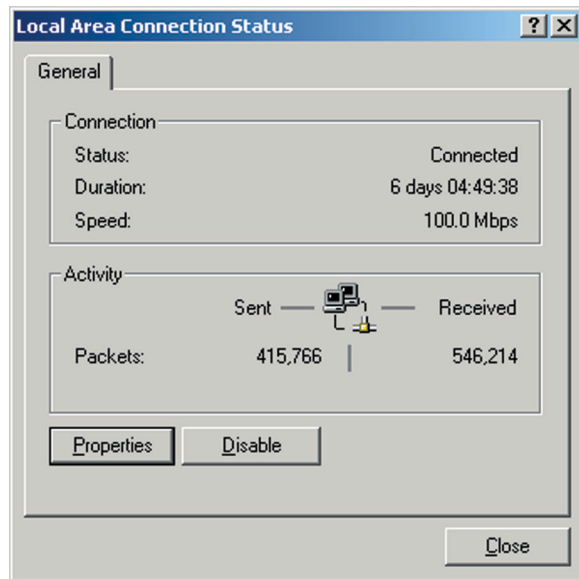 Local Area Connection Status
General
Connection
Status: Connected
Duration: 6 days 04:49:38
Speed: 100.0 Mbps
Activity
Sent Received
Packets: 415,766 546,214
Properties Disable
Close